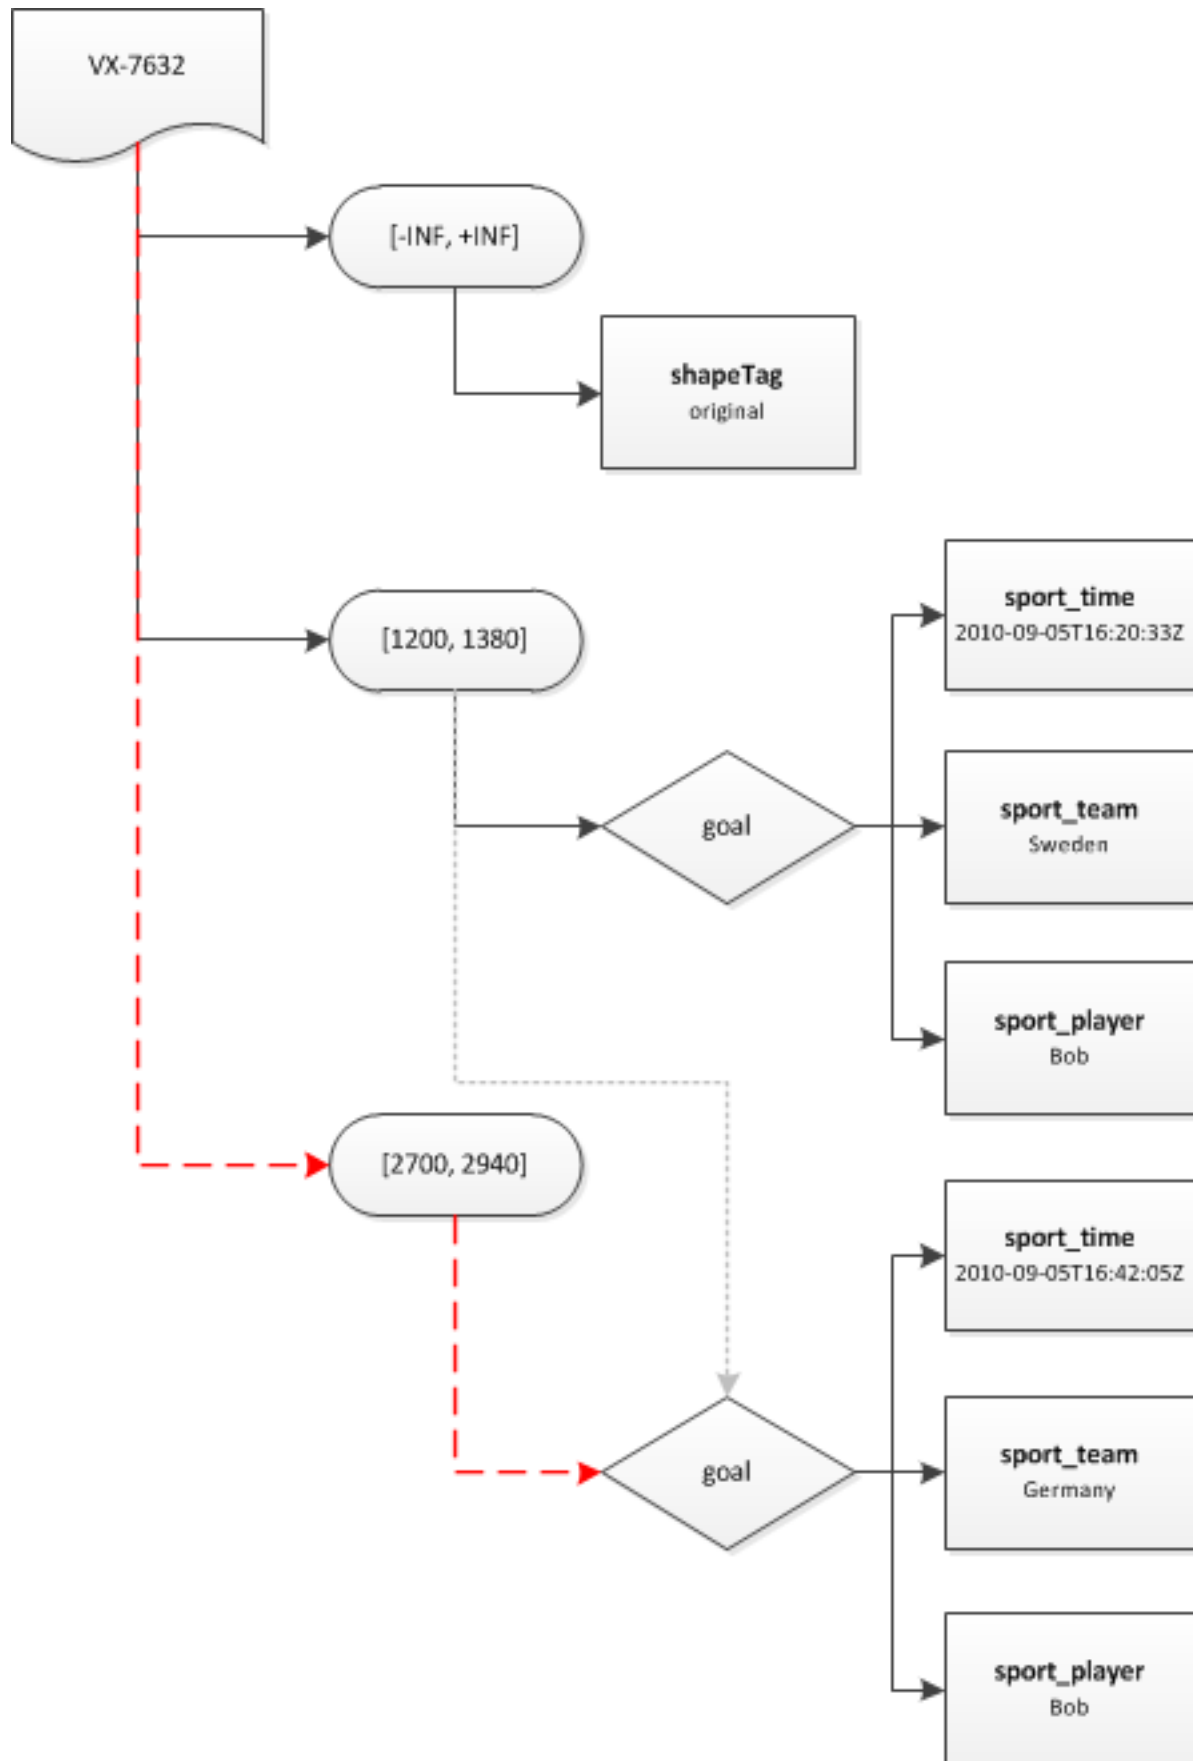 VX-7632
[-INF, +INF]
shapeTag
original
sport_time
2010-09-05T16:20:33Z
[1200, 1380]
goal
sport_team
Sweden
sport_player
Bob
[2700, 2940]
sport_time
2010-09-05T16:42:05Z
goal
sport_team
Germany
sport_player
Bob